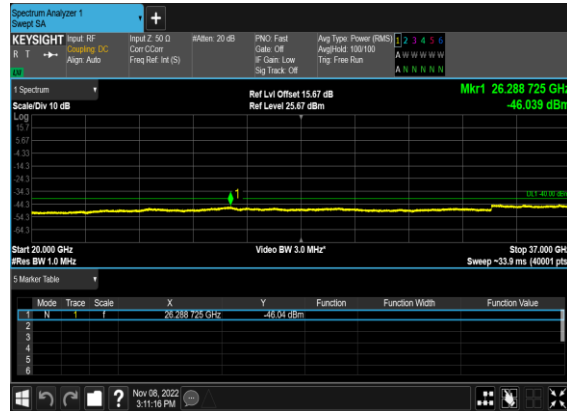 Spectrum Analyzer 1
Swept SA
+
KEYSIGHT Input: RF Input Z: 50 Ω #Atten: 20 dB PNO: Fast Avg Type: Power (RMS) 1 2 3 4 5 6
R T Coupling: DC Corr CCorr Gate: Off Avg|Hold: 100/100 A W W W W W
Align: Auto Freq Ref: Int (S) IF Gain: Low Trig: Free Run
Sig Track: Off A N N N N N
1 Spectrum Ref Lvl Offset 15.67 dB Mkr1 26.288 725 GHz
Scale/Div 10 dB Ref Level 25.67 dBm -46.039 dBm
Log
15.7
5.67
-4.33
-14.3
-24.3
-34.3 1 DL1 -40.00 dBm
-44.3
-54.3
-64.3
Start 20.000 GHz Video BW 3.0 MHz* Stop 37.000 GHz
#Res BW 1.0 MHz Sweep ~33.9 ms (40001 pts)
5 Marker Table
Mode Trace Scale X Y Function Function Width Function Value
1 N 1 f 26.288 725 GHz -46.04 dBm
2
3
4
5
6
? Nov 08, 2022
3:11:16 PM